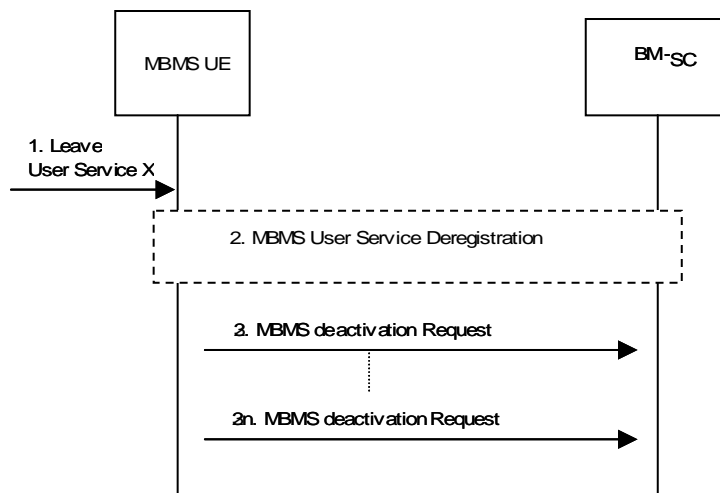 MBMS UE
BM-SC
1. Leave
User Service X
2. MBMS User Service Deregistration
3. MBMS deactivation Request
3n. MBMS deactivation Request